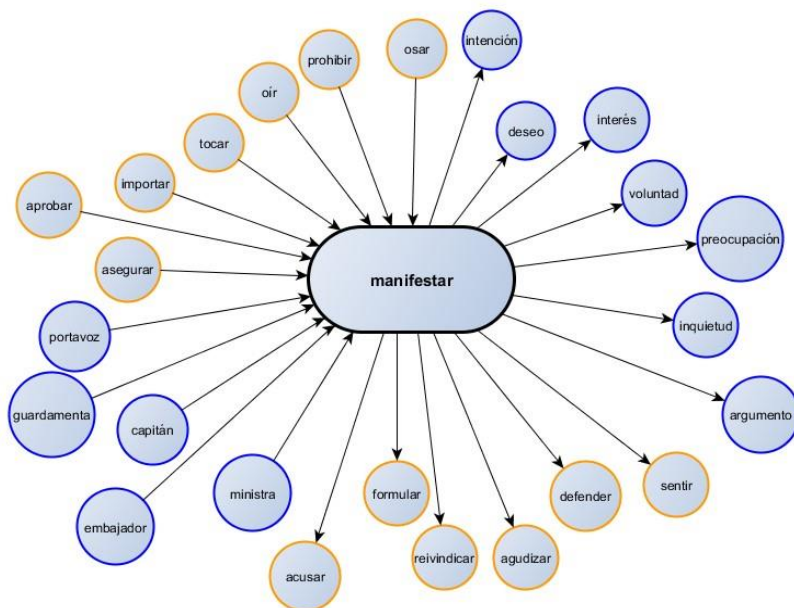 osar
intención
prohibir
oír
deseo
interés
tocar
importar
voluntad
aprobar
preocupación
asegurar
manifestar
portavoz
inquietud
guardamenta
capitán
argumento
ministra
formular
defender
sentir
embajador
reivindicar
agudizar
acusar